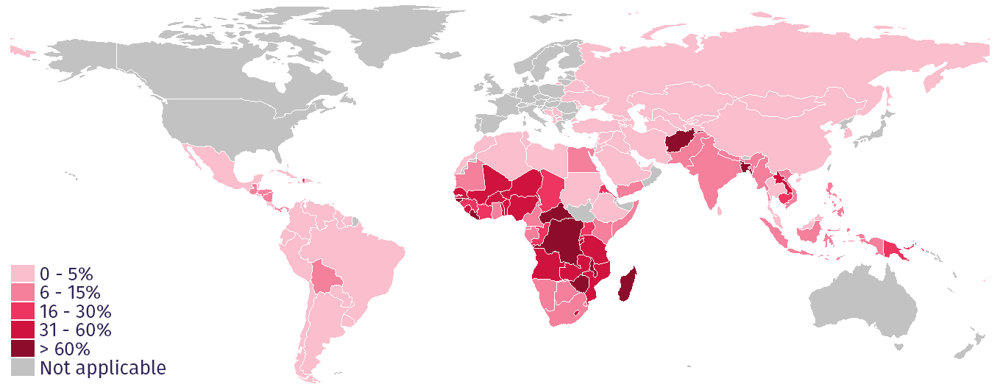 0 - 5%
6 - 15%
16 - 30%
31 - 60%
> 60%
Not applicable